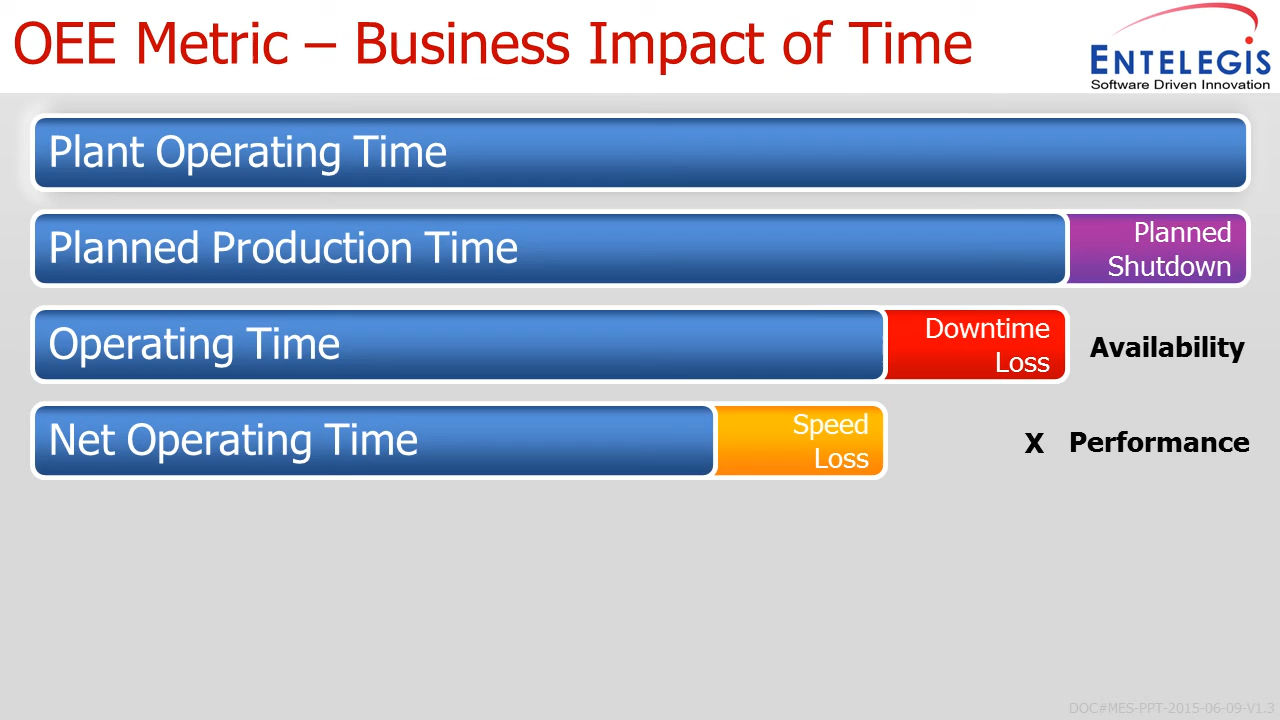 OEE Metric – Business Impact of Time
ENTELEGIS
Software Driven Innovation
Plant Operating Time
Planned Production Time
Planned
Shutdown
Operating Time
Downtime
Loss
Availability
Net Operating Time
Speed
Loss
X Performance
DOC#MES-PPT-2015-06-09-V1.3